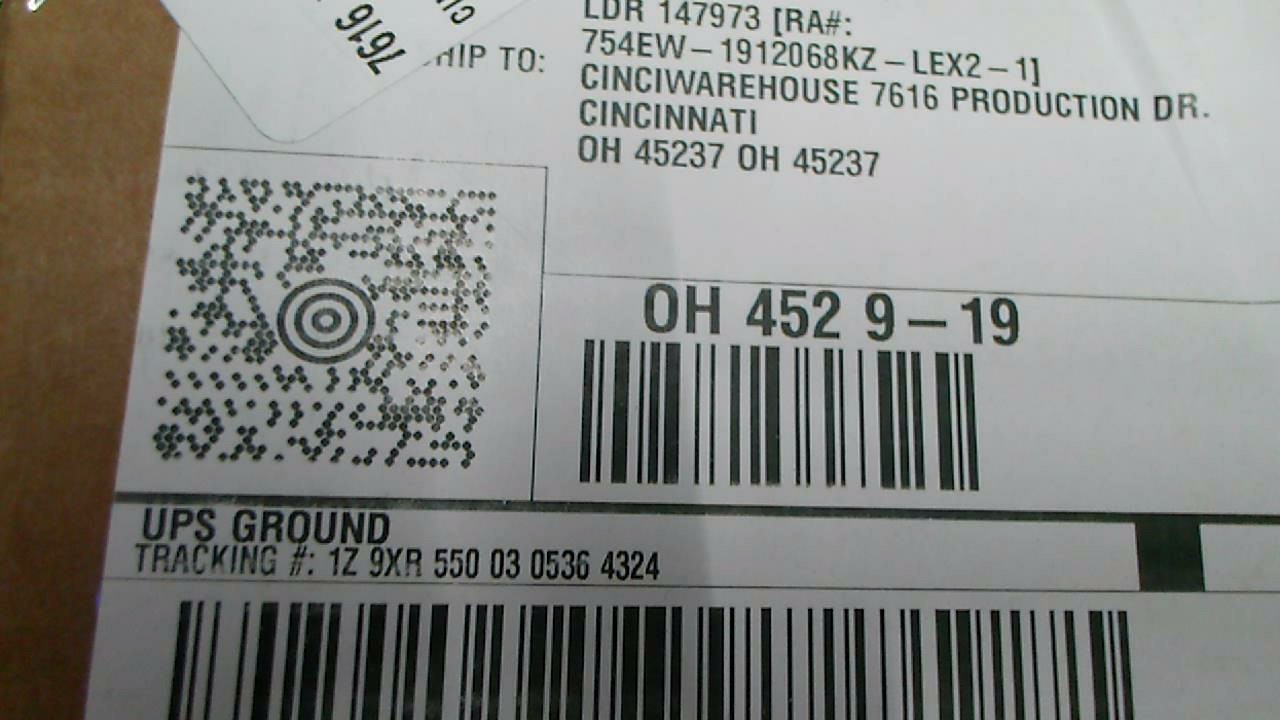 LDR 147973 [RA#:
754EW-1912068KZ-LEX2-1]
SHIP TO:
CINCIWAREHOUSE 7616 PRODUCTION DR.
CINCINNATI
OH 45237 OH 45237
7616
CI
OH 452 9-19
UPS GROUND
TRACKING #: 1Z 9XR 550 03 0536 4324